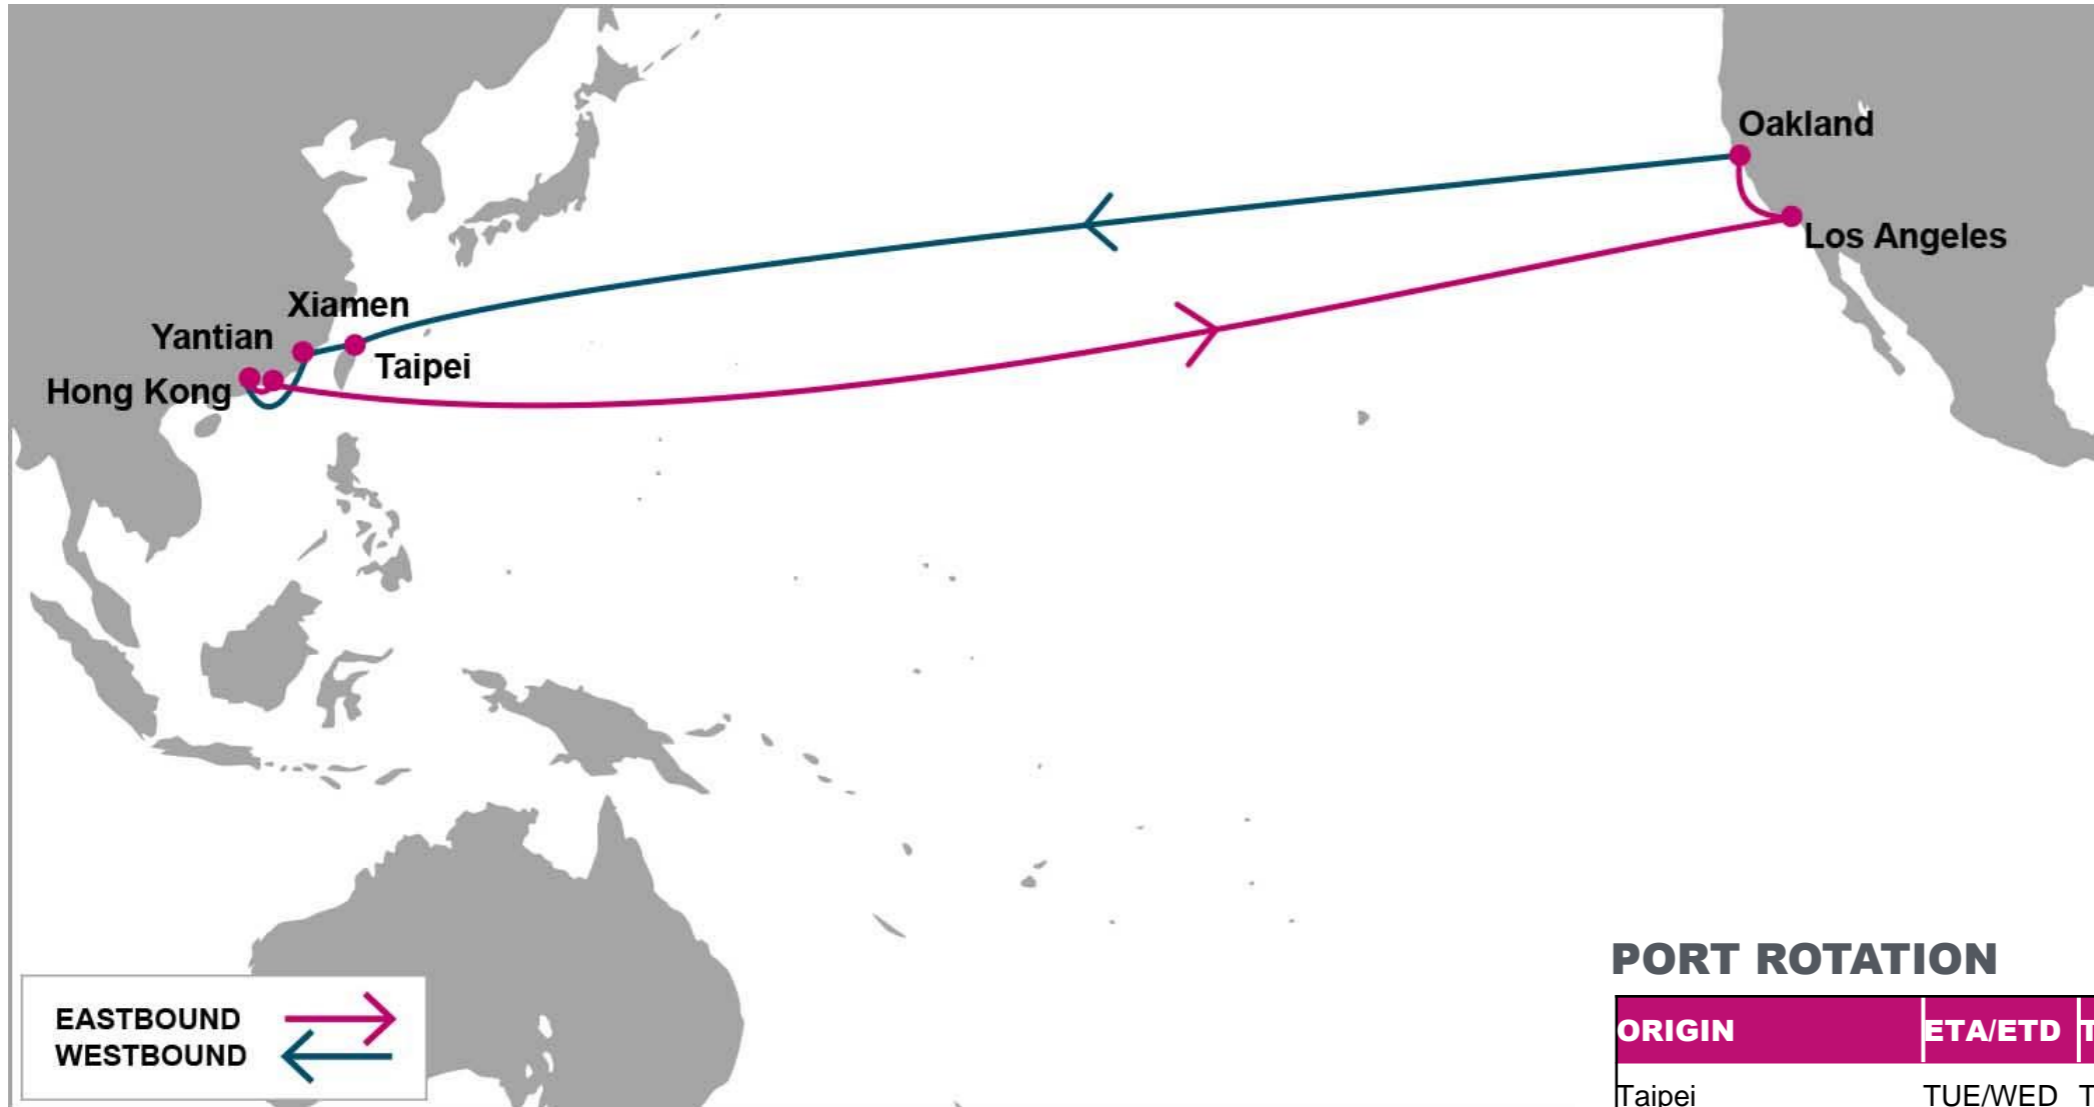 Oakland
Los Angeles
Xiamen
Yantian
Taipei
Hong Kong
EASTBOUND
WESTBOUND
PORT ROTATION
ORIGIN ETA/ETD
Taipei TUE/WED